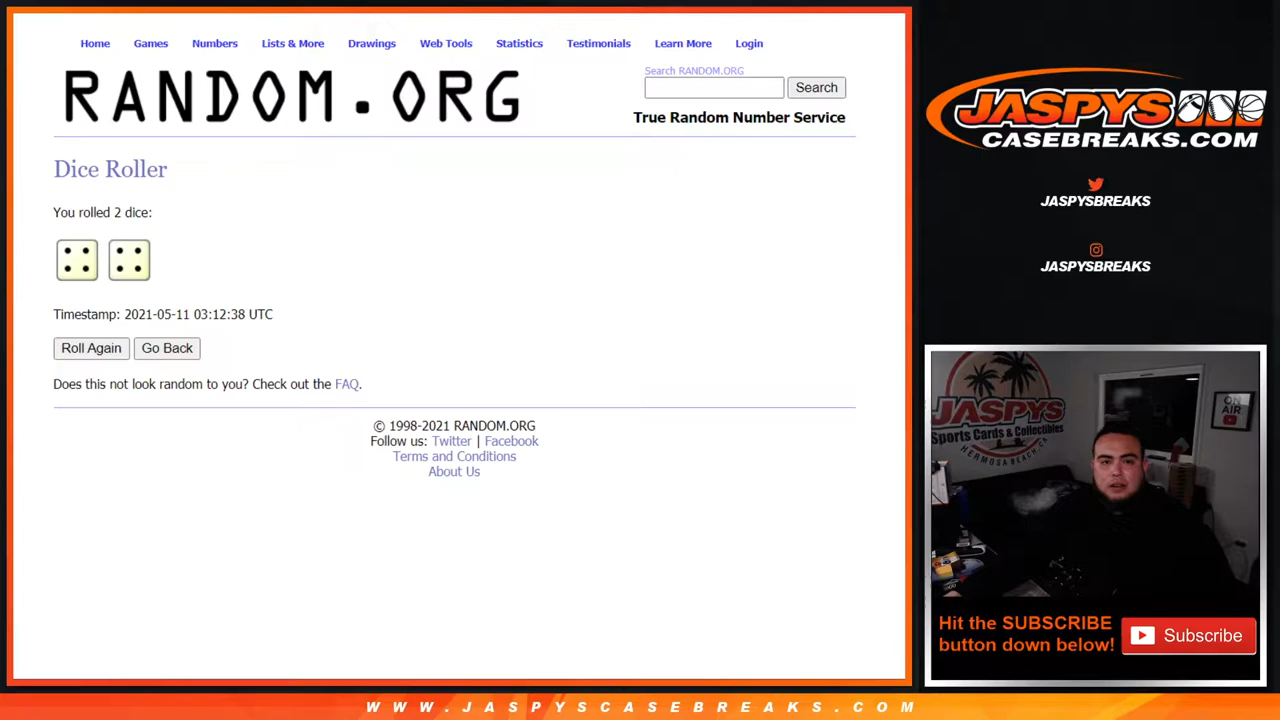 Home Games Numbers Lists & More Drawings Web Tools Statistics Testimonials Learn More Login
RANDOM.ORG
Search RANDOM.ORG
Search
True Random Number Service
Dice Roller
You rolled 2 dice:
Timestamp: 2021-05-11 03:12:38 UTC
Roll Again Go Back
Does this not look random to you? Check out the FAQ.
© 1998-2021 RANDOM.ORG
Follow us: Twitter | Facebook
Terms and Conditions
About Us
JASPYS
CASEBREAKS.COM
JASPYSBREAKS
JASPYSBREAKS
JASPYS
Sports Cards & Collectibles
HERMOSA BEACH, CA
ON
AIR
Hit the SUBSCRIBE
button down below!
Subscribe
WWW.JASPYSCASEBREAKS.COM